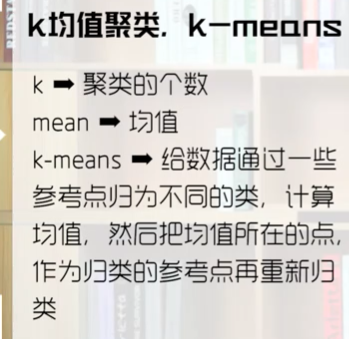 k均值聚类，k-means
k ➡ 聚类的个数
mean ➡ 均值
k-means ➡ 给数据通过一些
参考点归为不同的类，计算
均值，然后把均值所在的点，
作为归类的参考点再重新归
类